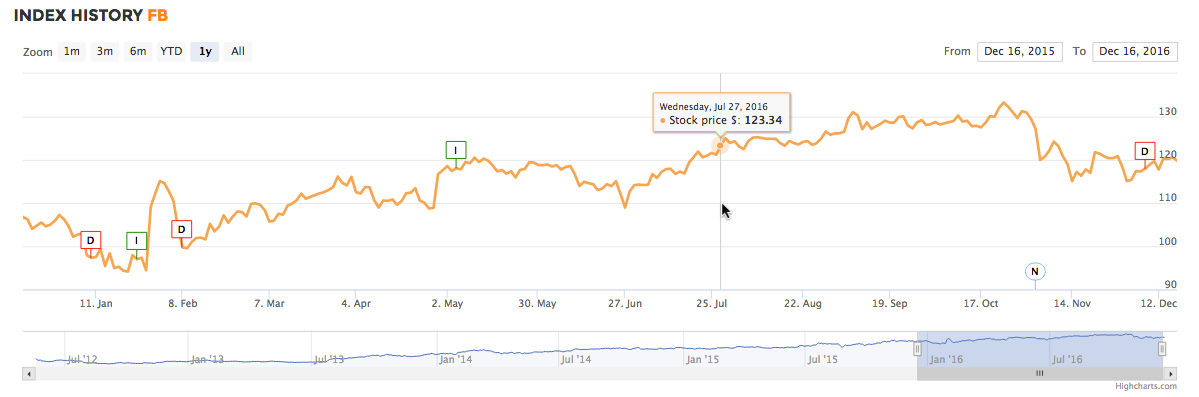 INDEX HISTORY FB
Zoom 1m 3m 6m YTD 1y All From Dec 16, 2015 To Dec 16, 2016
Wednesday, Jul 27, 2016
Stock price $: 123.34
130
I
D
120
110
D
I
D
100
N
90
11. Jan 8. Feb 7. Mar 4. Apr 2. May 30. May 27. Jun 25. Jul 22. Aug 19. Sep 17. Oct 14. Nov 12. Dec
Jul '12 Jan '13 Jul '13 Jan '14 Jul '14 Jan '15 Jul '15 Jan '16 Jul '16
Highcharts.com